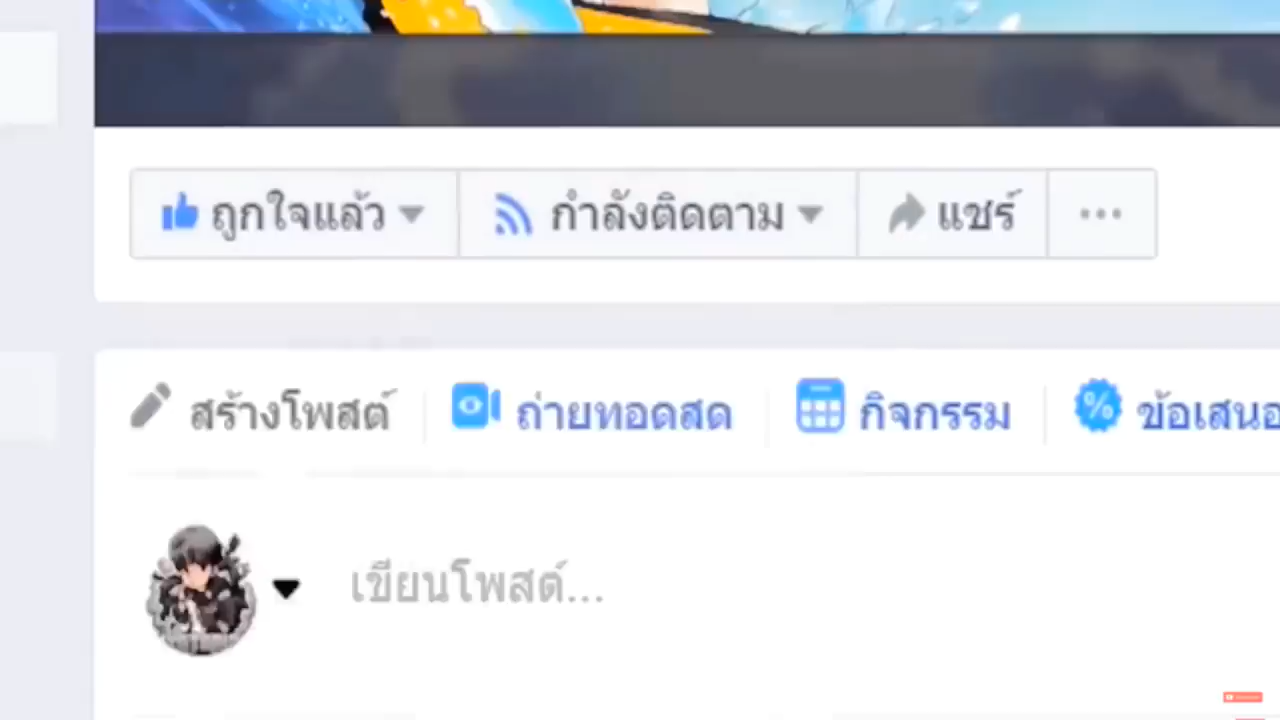 ถูกใจแล้ว กำลังติดตาม แชร์
สร้างโพสต์ ถ่ายทอดสด กิจกรรม ข้อเสนอ
เขียนโพสต์...